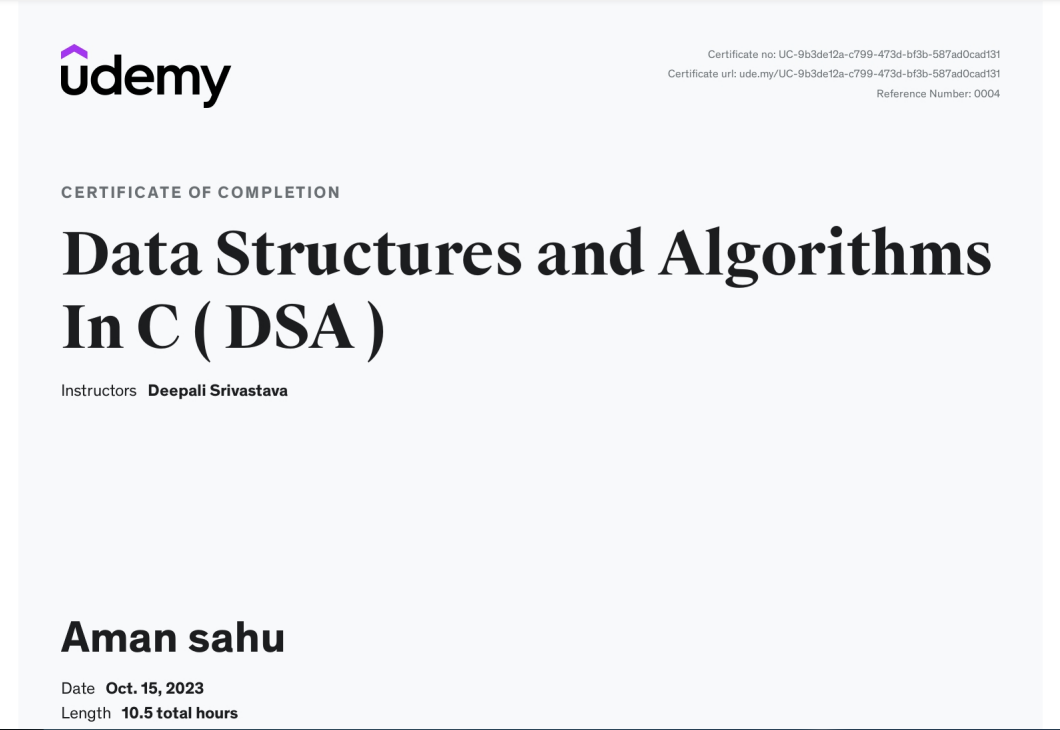 udemy
Certificate no: UC-9b3de12a-c799-473d-bf3b-587ad0cad131
Certificate url: ude.my/UC-9b3de12a-c799-473d-bf3b-587ad0cad131
Reference Number: 0004
CERTIFICATE OF COMPLETION
Data Structures and Algorithms
In C ( DSA )
Instructors Deepali Srivastava
Aman sahu
Date Oct. 15, 2023
Length 10.5 total hours